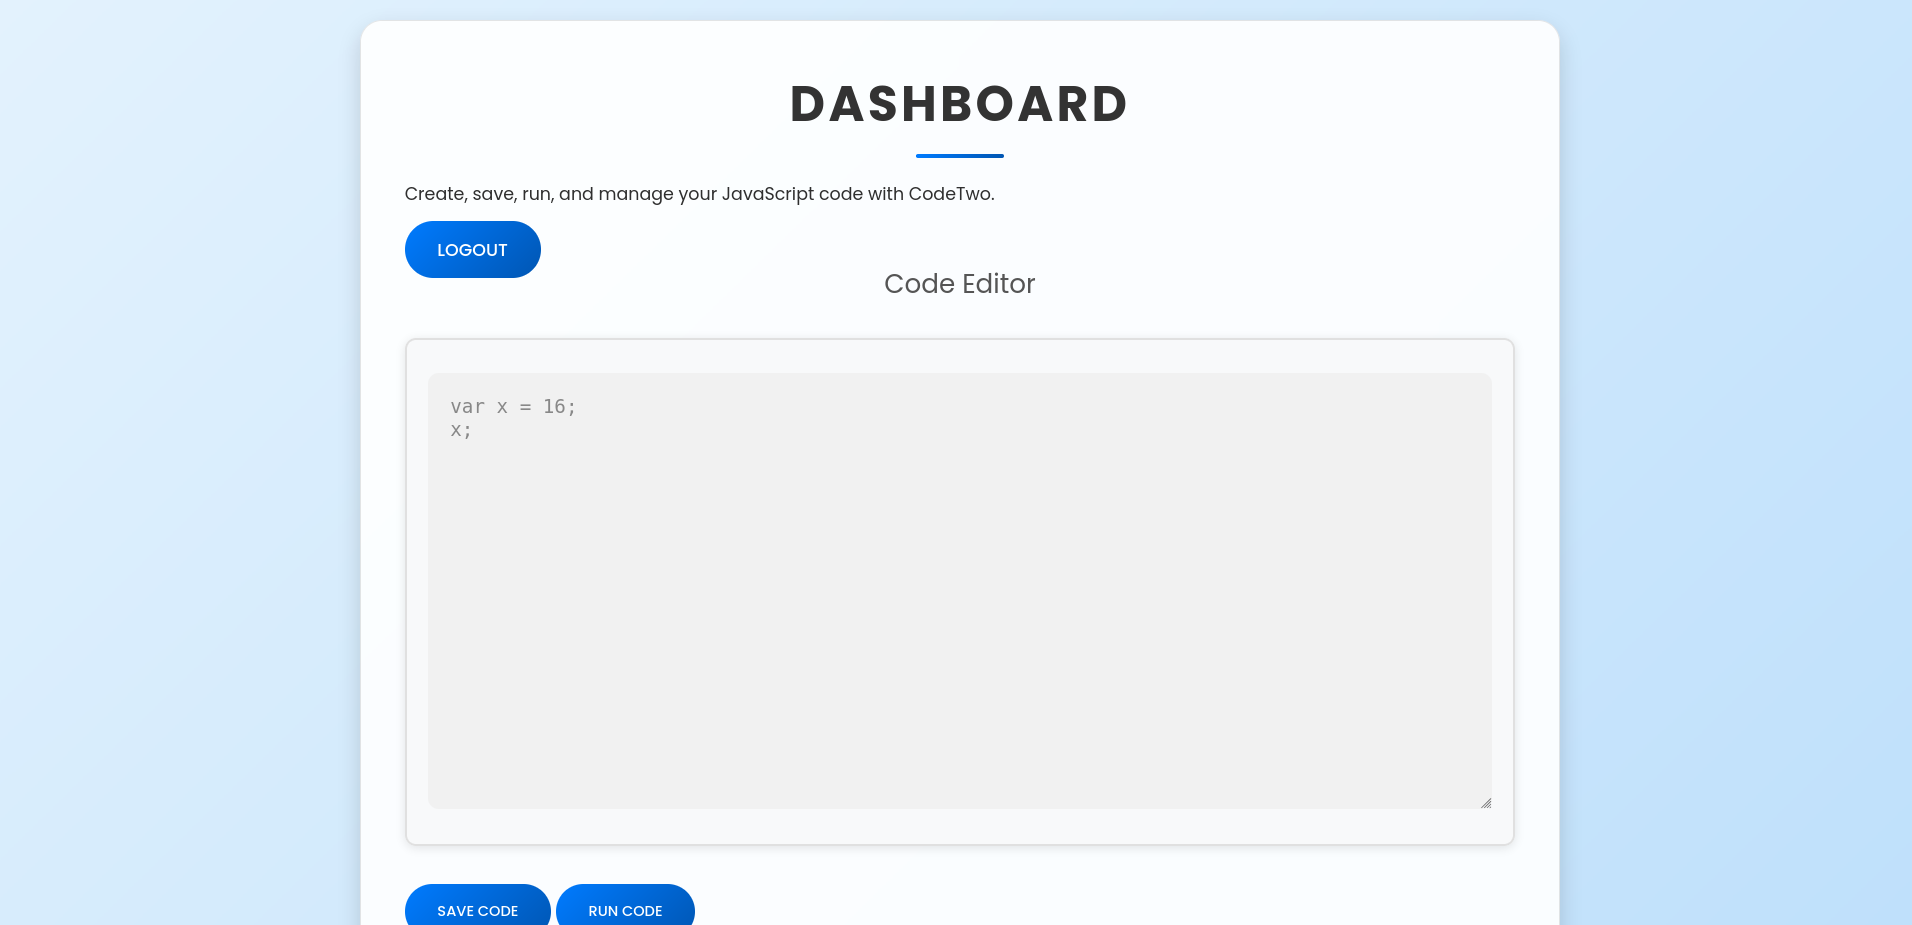 DASHBOARD
Create, save, run, and manage your JavaScript code with CodeTwo.
LOGOUT
Code Editor
var x = 16;
x;
SAVE CODE
RUN CODE